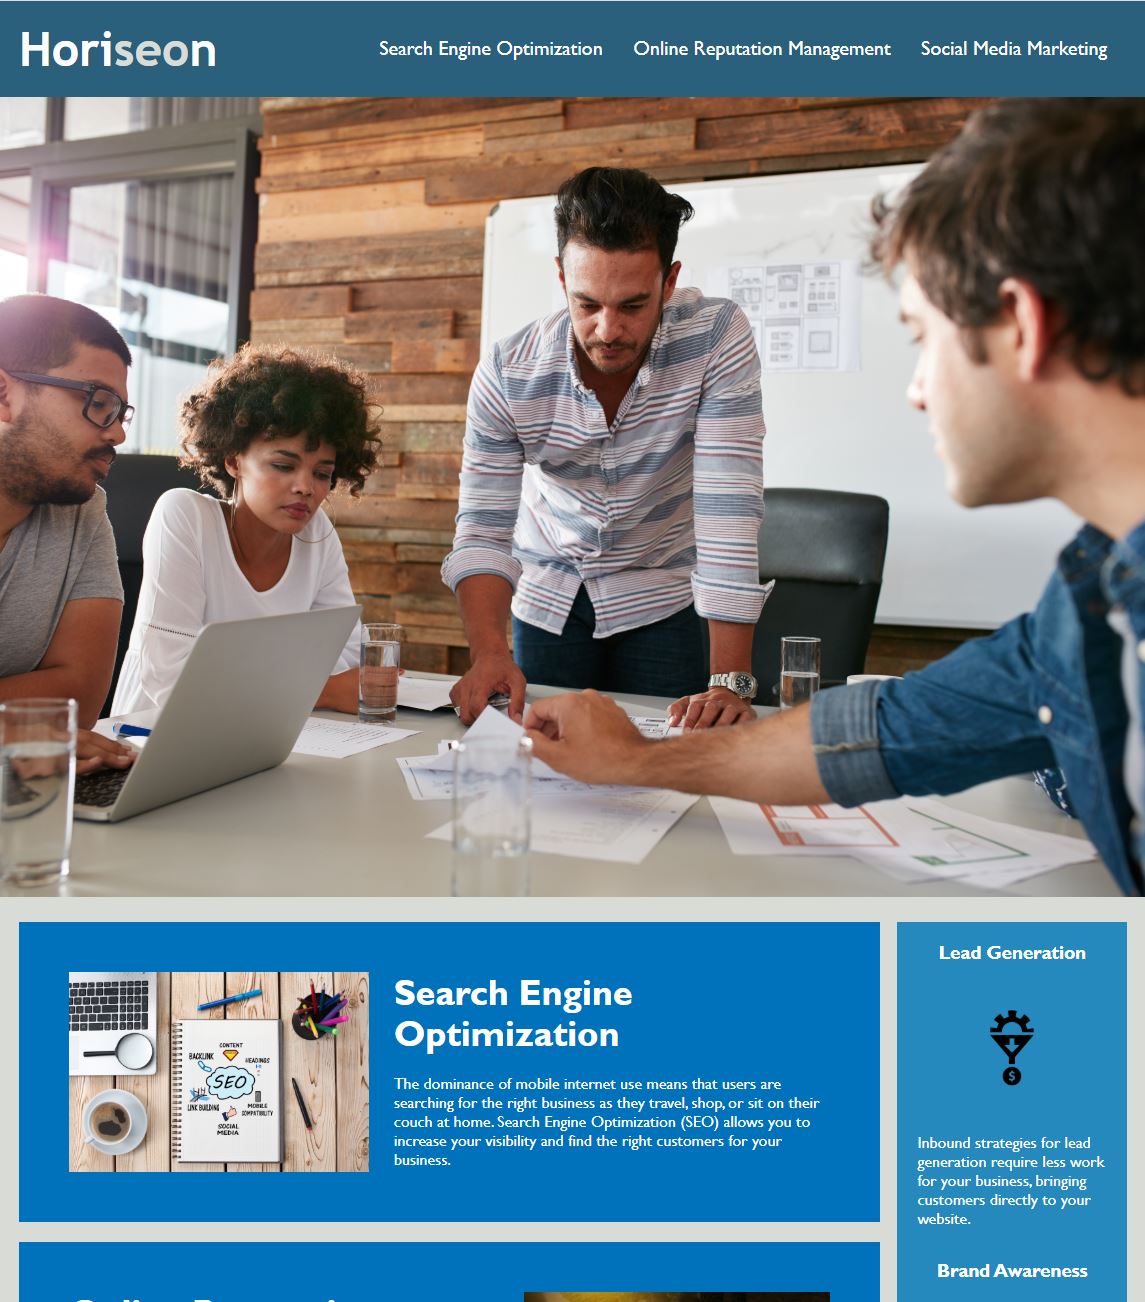 Horiseon
Search Engine Optimization
Online Reputation Management
Social Media Marketing
Search Engine
Optimization
CONTENT
BACKLINK
HEADINGS
SEO
LINK BUILDING
MOBILE
COMPATIBILITY
SOCIAL
MEDIA
The dominance of mobile internet use means that users are
searching for the right business as they travel, shop, or sit on their
couch at home. Search Engine Optimization (SEO) allows you to
increase your visibility and find the right customers for your
business.
Lead Generation
$
Inbound strategies for lead
generation require less work
for your business, bringing
customers directly to your
website.
Brand Awareness